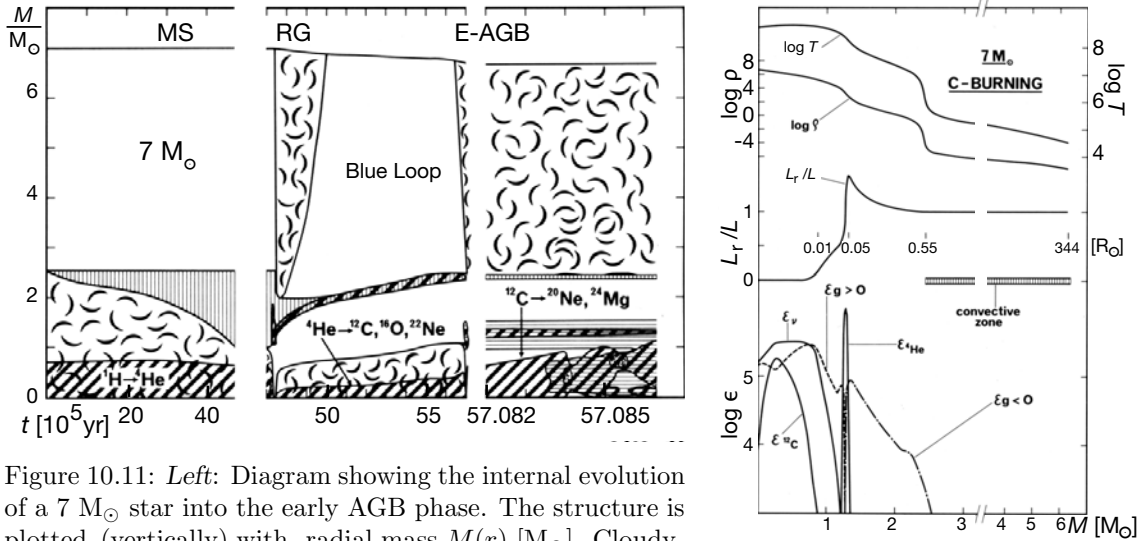 M
M⊙
MS
RG
E-AGB
6
7 M⊙
Blue Loop
4
2
¹²C→²⁰Ne, ²⁴Mg
⁴He→¹²C, ¹⁶O, ²²Ne
¹H→⁴He
0
t [10⁵yr]
5 20 40 50 55 57.082 57.085
Figure 10.11: Left: Diagram showing the internal evolution
of a 7 M⊙ star into the early AGB phase. The structure is
plotted (vertically) with radial mass M(r) [M⊙]. Cloudy
log T
7 M⊙
C-BURNING
log ρ
8
4
0
-4
log ρ
8
6
4
log T
Lr/L
Lr/L
1
0
0.01 0.05 0.55 344 [R⊙]
εg>0
convective
zone
εν
ε⁴He
εg<0
ε¹²C
log ϵ
5
4
1 2 3 4 5 6 M [M⊙]